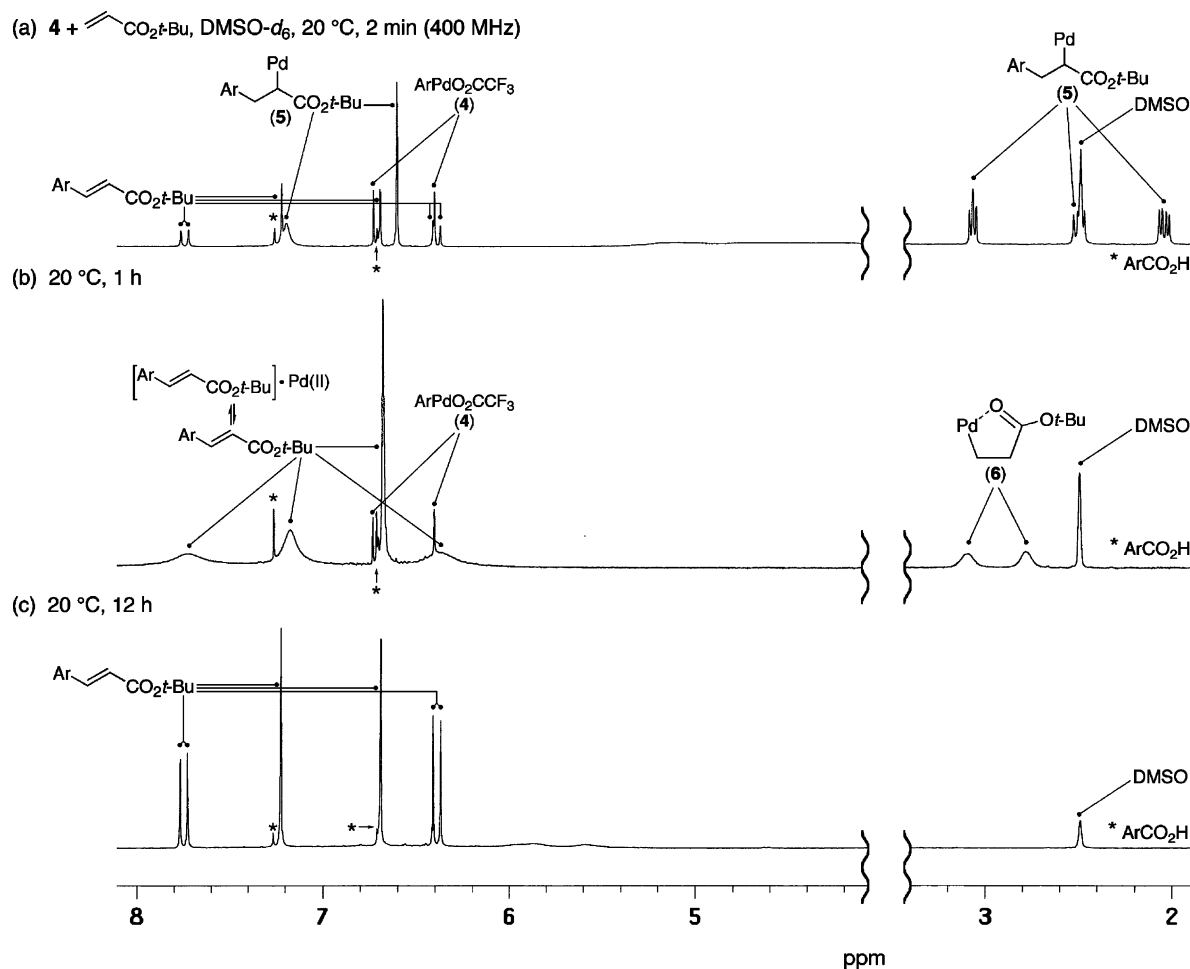 (a) 4 + CO2t-Bu, DMSO-d6, 20 °C, 2 min (400 MHz)
Pd
Ar
CO2t-Bu
(5)
ArPdO2CCF3
(4)
Pd
Ar
CO2t-Bu
(5)
DMSO
Ar
CO2t-Bu
*
*
* ArCO2H
(b) 20 °C, 1 h
[Ar
CO2t-Bu] • Pd(II)
Ar
CO2t-Bu
ArPdO2CCF3
(4)
Pd
O
Ot-Bu
(6)
DMSO
*
*
* ArCO2H
(c) 20 °C, 12 h
Ar
CO2t-Bu
DMSO
*
*
* ArCO2H
8 7 6 5 3 2
ppm